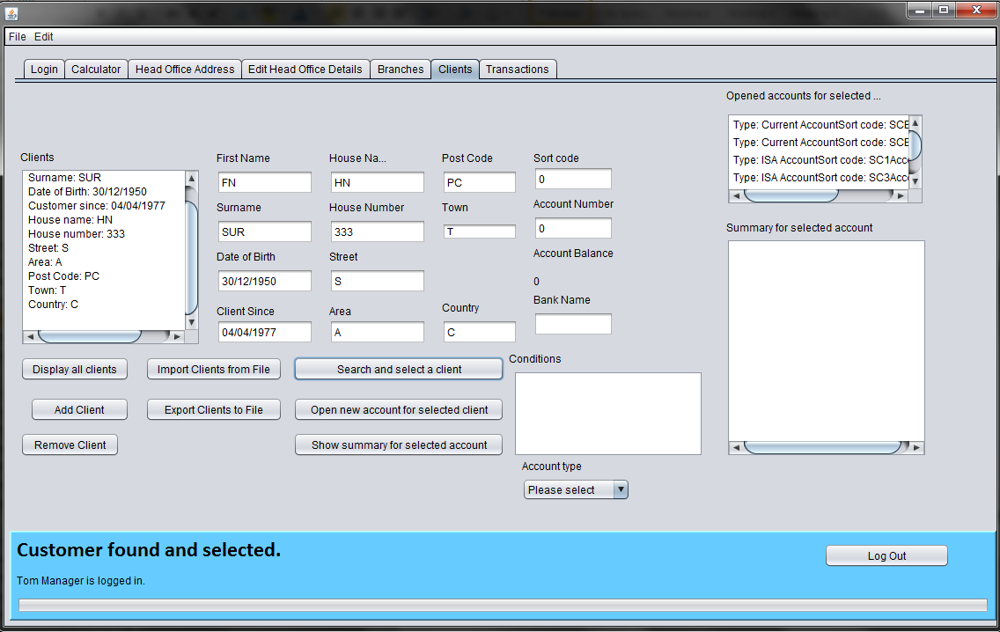 File Edit
Login Calculator Head Office Address Edit Head Office Details Branches Clients Transactions
Opened accounts for selected ...
Type: Current AccountSort code: SCE
Type: Current AccountSort code: SCE
Type: ISA AccountSort code: SC1Acc
Type: ISA AccountSort code: SC3Acc
Clients
Surname: SUR
Date of Birth: 30/12/1950
Customer since: 04/04/1977
House name: HN
House number: 333
Street: S
Area: A
Post Code: PC
Town: T
Country: C
First Name House Na... Post Code Sort code
FN HN PC 0
Surname House Number Town Account Number
SUR 333 T 0
Date of Birth Street Account Balance
30/12/1950 S 0
Client Since Area Country Bank Name
04/04/1977 A C
Summary for selected account
Display all clients Import Clients from File Search and select a client
Add Client Export Clients to File Open new account for selected client
Remove Client Show summary for selected account
Conditions
Account type
Please select
Customer found and selected.
Log Out
Tom Manager is logged in.